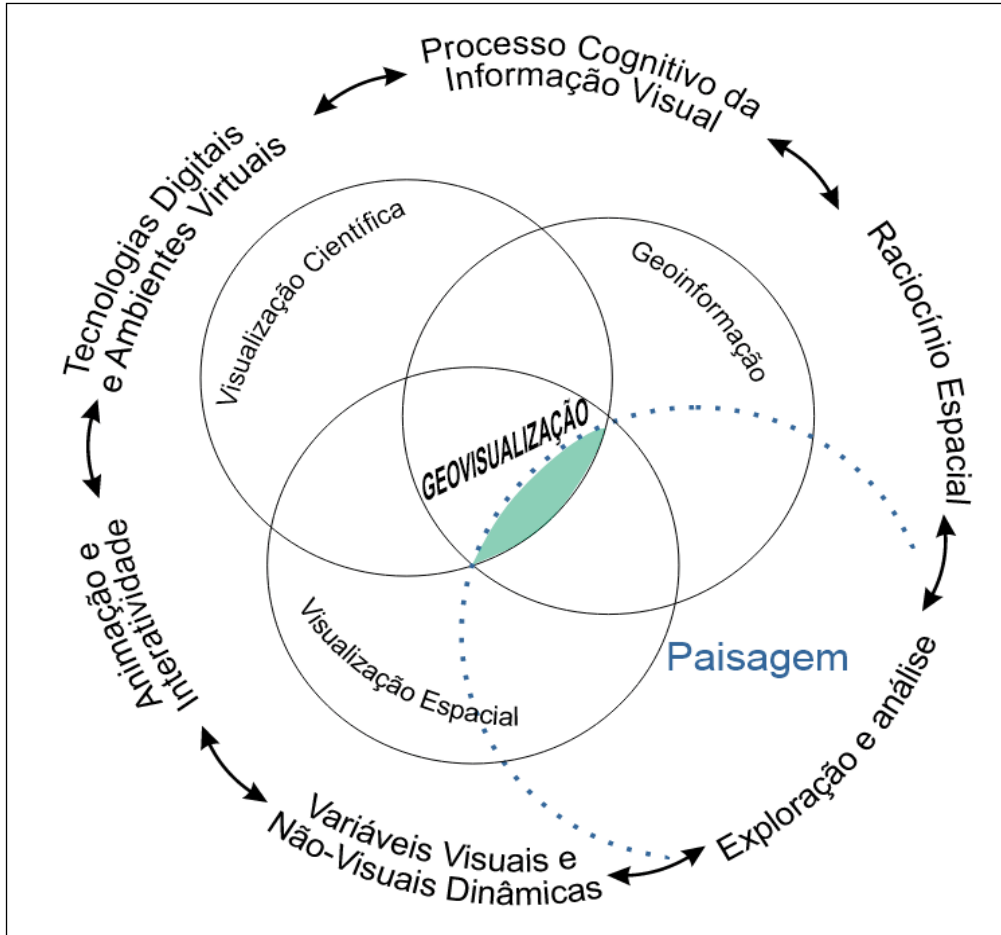 Processo Cognitivo da
Informação Visual
Tecnologias Digitais
e Ambientes Virtuais
Raciocínio Espacial
Visualização Científica
Geoinformação
GEOVISUALIZAÇÃO
Visualização Espacial
Paisagem
Animação e
Interatividade
Variáveis Visuais e
Não-Visuais Dinâmicas
Exploração e análise